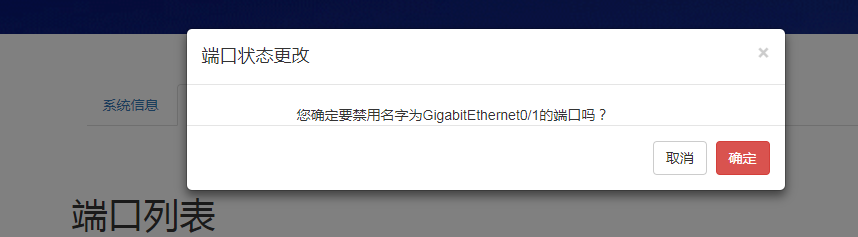 端口状态更改
×
系统信息
您确定要禁用名字为GigabitEthernet0/1的端口吗？
取消
确定
端口列表